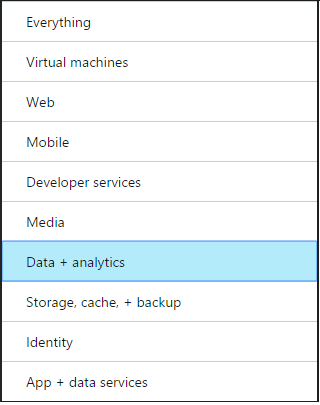 Everything
Virtual machines
Web
Mobile
Developer services
Media
Data + analytics
Storage, cache, + backup
Identity
App + data services